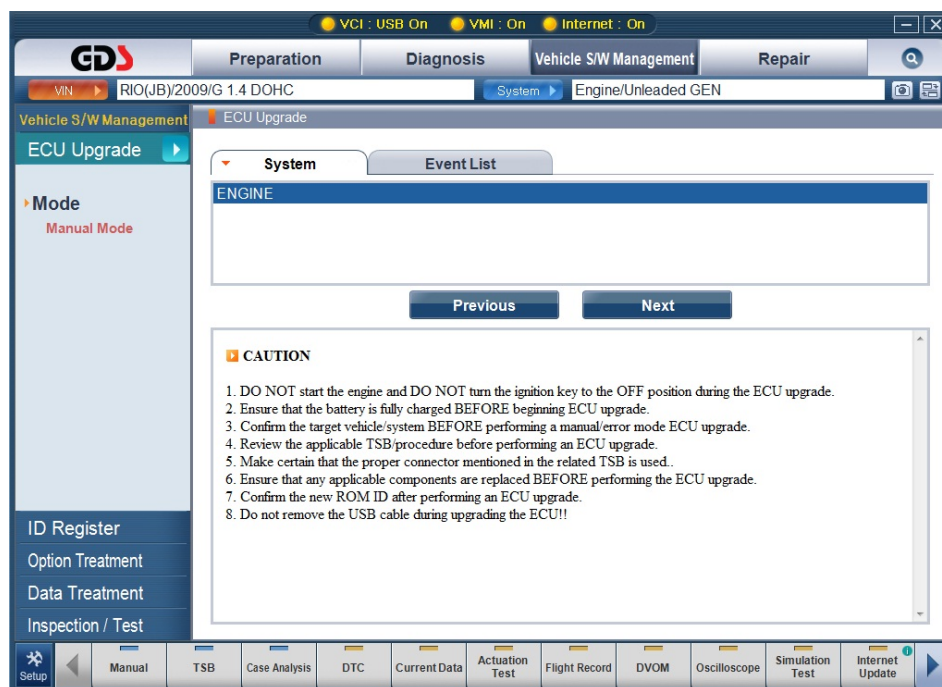 VCI : USB On VMI : On Internet : On
GDS Preparation Diagnosis Vehicle S/W Management Repair
VIN RIO(JB)/2009/G 1.4 DOHC System Engine/Unleaded GEN
Vehicle S/W Management
ECU Upgrade
Mode
Manual Mode
ID Register
Option Treatment
Data Treatment
Inspection / Test
ECU Upgrade
System Event List
ENGINE
Previous Next
CAUTION
1. DO NOT start the engine and DO NOT turn the ignition key to the OFF position during the ECU upgrade.
2. Ensure that the battery is fully charged BEFORE beginning ECU upgrade.
3. Confirm the target vehicle/system BEFORE performing a manual/error mode ECU upgrade.
4. Review the applicable TSB/procedure before performing an ECU upgrade.
5. Make certain that the proper connector mentioned in the related TSB is used..
6. Ensure that any applicable components are replaced BEFORE performing the ECU upgrade.
7. Confirm the new ROM ID after performing an ECU upgrade.
8. Do not remove the USB cable during upgrading the ECU!!
Setup Manual TSB Case Analysis DTC Current Data Actuation Test Flight Record DVOM Oscilloscope Simulation Test Internet Update